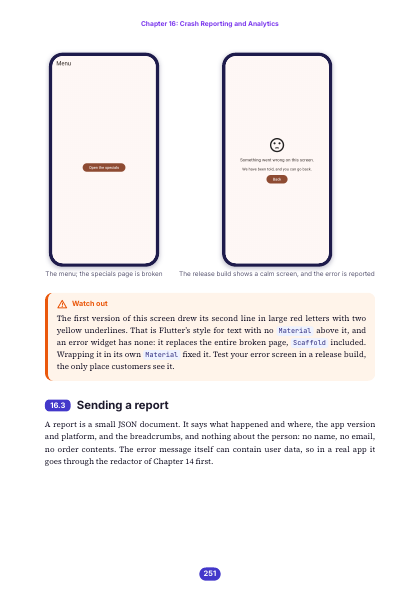 Chapter 16: Crash Reporting and Analytics
Menu
Open the specials
Something went wrong on this screen.
We have been told, and you can go back.
Back
The menu; the specials page is broken
The release build shows a calm screen, and the error is reported
Watch out
The first version of this screen drew its second line in large red letters with two
yellow underlines. That is Flutter's style for text with no Material above it, and
an error widget has none: it replaces the entire broken page, Scaffold included.
Wrapping it in its own Material fixed it. Test your error screen in a release build,
the only place customers see it.
16.3 Sending a report
A report is a small JSON document. It says what happened and where, the app version
and platform, and the breadcrumbs, and nothing about the person: no name, no email,
no order contents. The error message itself can contain user data, so in a real app it
goes through the redactor of Chapter 14 first.
251